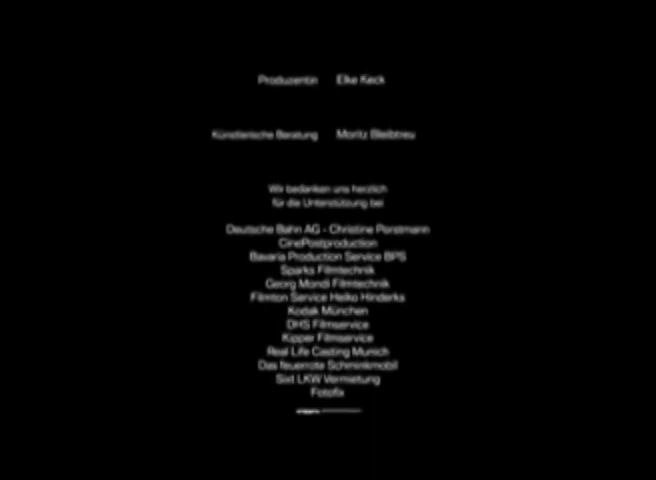 Produzentin Elke Keck
Künstlerische Beratung Moritz Bleibtreu
Wir bedanken uns herzlich
für die Unterstützung bei
Deutsche Bahn AG - Christine Porstmann
CinePostproduction
Bavaria Production Service BPS
Sparks Filmtechnik
Georg Mondi Filmtechnik
Filmton Service Heiko Hinderks
Kodak München
DHS Filmservice
Kipper Filmservice
Real Life Casting Munich
Das feuerrote Schminkmobil
Sixt LKW Vermietung
Fotofix